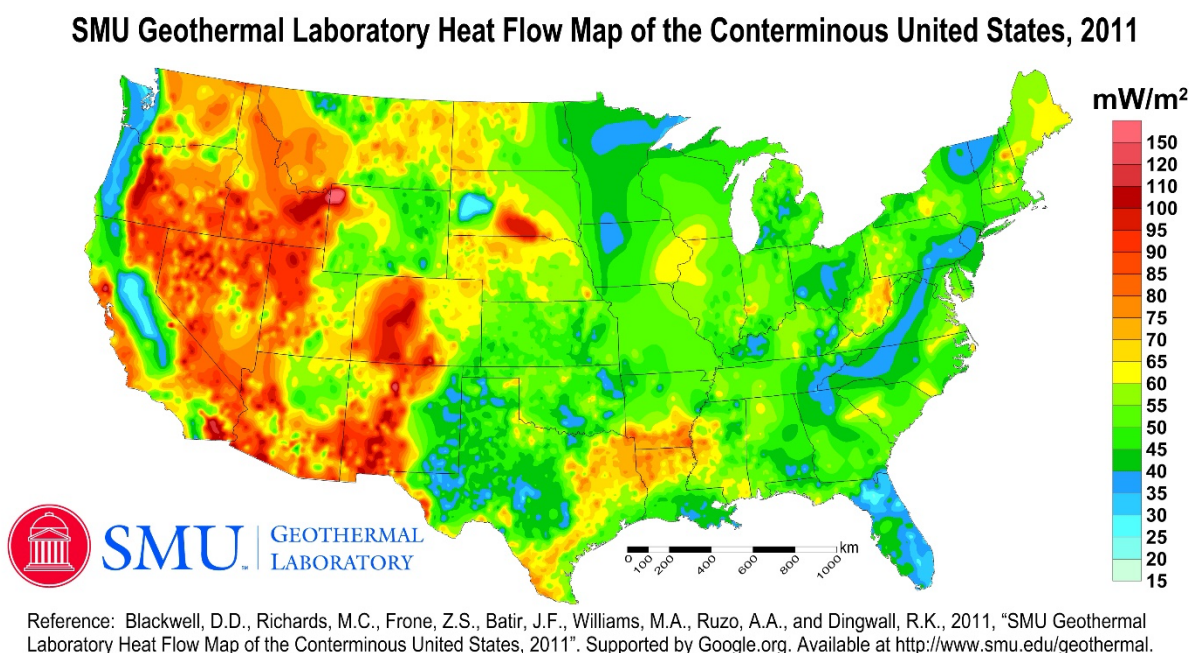 SMU Geothermal Laboratory Heat Flow Map of the Conterminous United States, 2011
mW/m²
150
120
110
100
95
90
85
80
75
70
65
60
55
50
45
40
35
30
25
20
15
km
0 100 200 400 600 800 1000
SMU™
GEOTHERMAL
LABORATORY
Reference: Blackwell, D.D., Richards, M.C., Frone, Z.S., Batir, J.F., Williams, M.A., Ruzo, A.A., and Dingwall, R.K., 2011, “SMU Geothermal
Laboratory Heat Flow Map of the Conterminous United States, 2011”. Supported by Google.org. Available at http://www.smu.edu/geothermal.